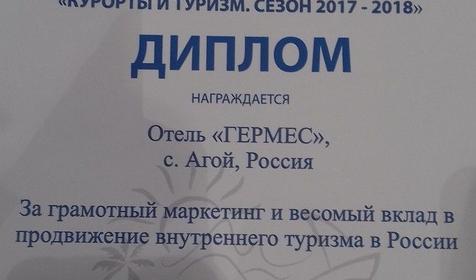 «КУРОРТЫ И ТУРИЗМ. СЕЗОН 2017 - 2018»
ДИПЛОМ
НАГРАЖДАЕТСЯ
Отель «ГЕРМЕС»,
с. Агой, Россия
За грамотный маркетинг и весомый вклад в
продвижение внутреннего туризма в России